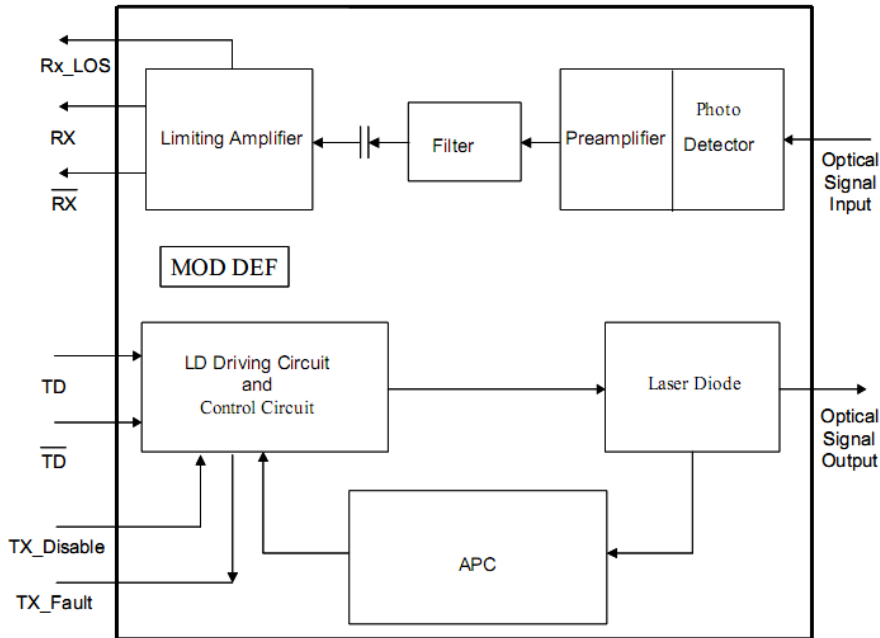 Rx_LOS
RX
RX
Limiting Amplifier
Filter
Preamplifier
Photo
Detector
Optical
Signal
Input
MOD DEF
TD
TD
LD Driving Circuit
and
Control Circuit
Laser Diode
Optical
Signal
Output
TX_Disable
TX_Fault
APC